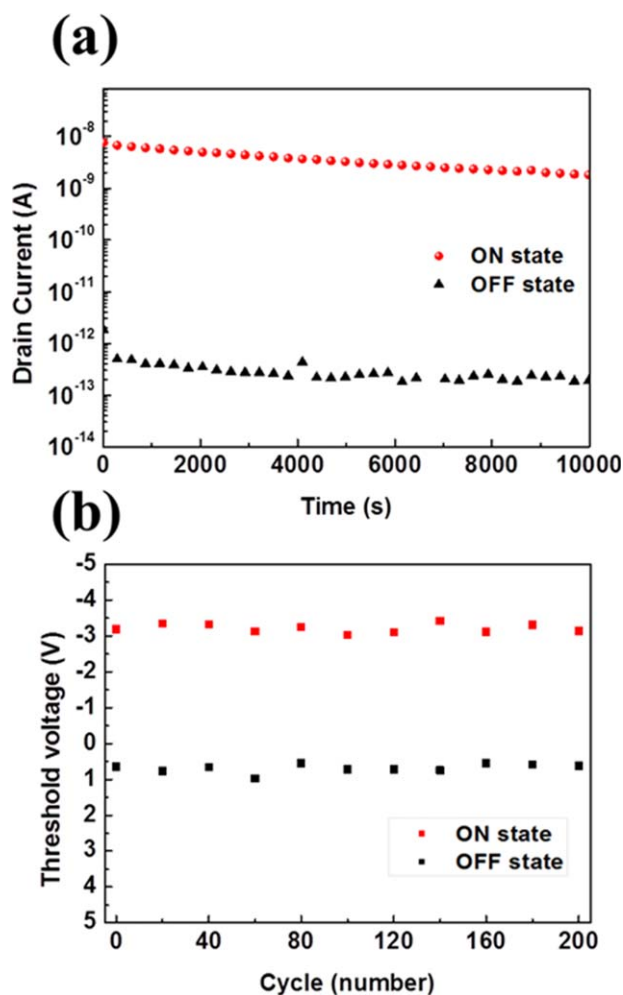 (a)
10⁻⁸
10⁻⁹
10⁻¹⁰
10⁻¹¹
10⁻¹²
10⁻¹³
10⁻¹⁴
Drain Current (A)
ON state
OFF state
0 2000 4000 6000 8000 10000
Time (s)
(b)
-5
-4
-3
-2
-1
0
1
2
3
4
5
Threshold voltage (V)
ON state
OFF state
0 40 80 120 160 200
Cycle (number)